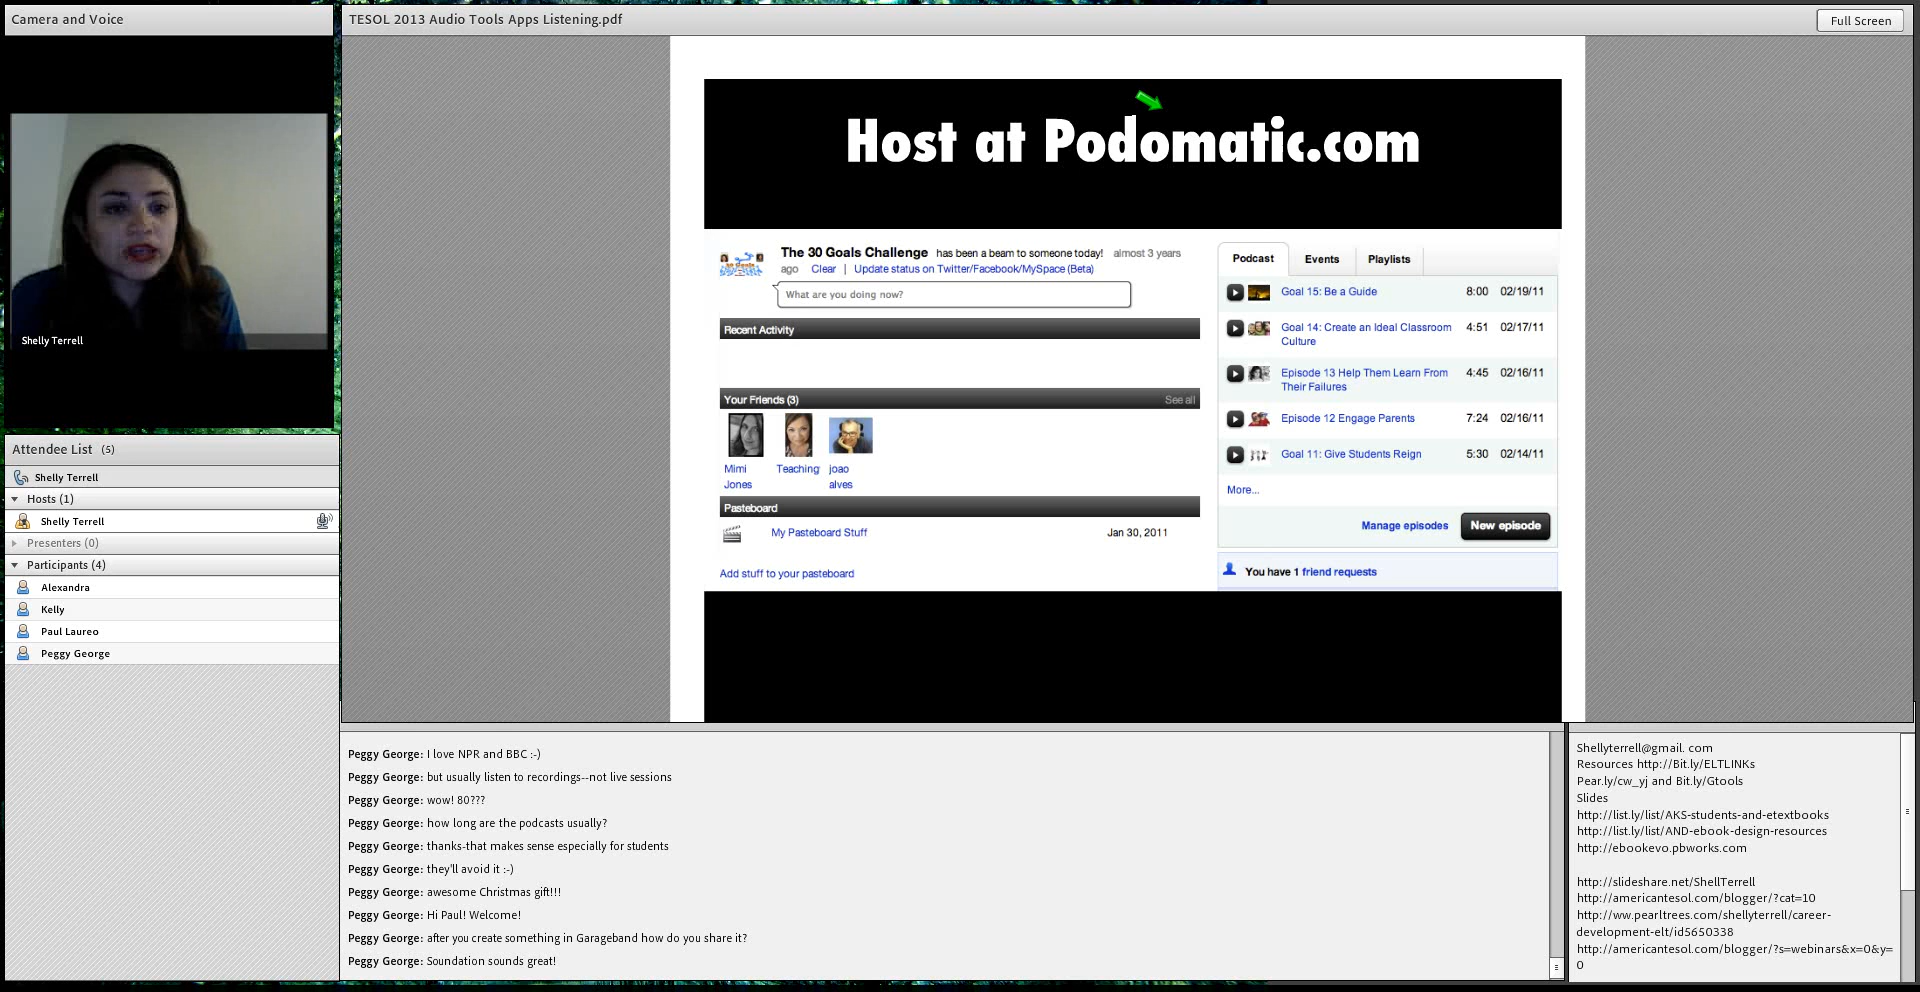 Camera and Voice
Shelly Terrell
Attendee List (5)
Shelly Terrell
Hosts (1)
Shelly Terrell
Presenters (0)
Participants (4)
Alexandra
Kelly
Paul Laureo
Peggy George
TESOL 2013 Audio Tools Apps Listening.pdf
Full Screen
Host at Podomatic.com
The 30 Goals Challenge has been a beam to someone today! almost 3 years
ago Clear | Update status on Twitter/Facebook/MySpace (Beta)
What are you doing now?
Recent Activity
Your Friends (3) See all
Mimi Teaching joao
Jones alves
Pasteboard
My Pasteboard Stuff Jan 30, 2011
Add stuff to your pasteboard
Podcast Events Playlists
Goal 15: Be a Guide 8:00 02/19/11
Goal 14: Create an Ideal Classroom 4:51 02/17/11
Culture
Episode 13 Help Them Learn From 4:45 02/16/11
Their Failures
Episode 12 Engage Parents 7:24 02/16/11
Goal 11: Give Students Reign 5:30 02/14/11
More...
Manage episodes New episode
You have 1 friend requests
Peggy George: I love NPR and BBC :-)
Peggy George: but usually listen to recordings--not live sessions
Peggy George: wow! 80???
Peggy George: how long are the podcasts usually?
Peggy George: thanks-that makes sense especially for students
Peggy George: they'll avoid it :-)
Peggy George: awesome Christmas gift!!!
Peggy George: Hi Paul! Welcome!
Peggy George: after you create something in Garageband how do you share it?
Peggy George: Soundation sounds great!
Shellyterrell@gmail. com
Resources http://Bit.ly/ELTLINKs
Pear.ly/cw_yj and Bit.ly/Gtools
Slides
http://list.ly/list/AKS-students-and-etextbooks
http://list.ly/list/AND-ebook-design-resources
http://ebookevo.pbworks.com
http://slideshare.net/ShellTerrell
http://americantesol.com/blogger/?cat=10
http://ww.pearltrees.com/shellyterrell/career-
development-elt/id5650338
http://americantesol.com/blogger/?s=webinars&x=0&y=
0